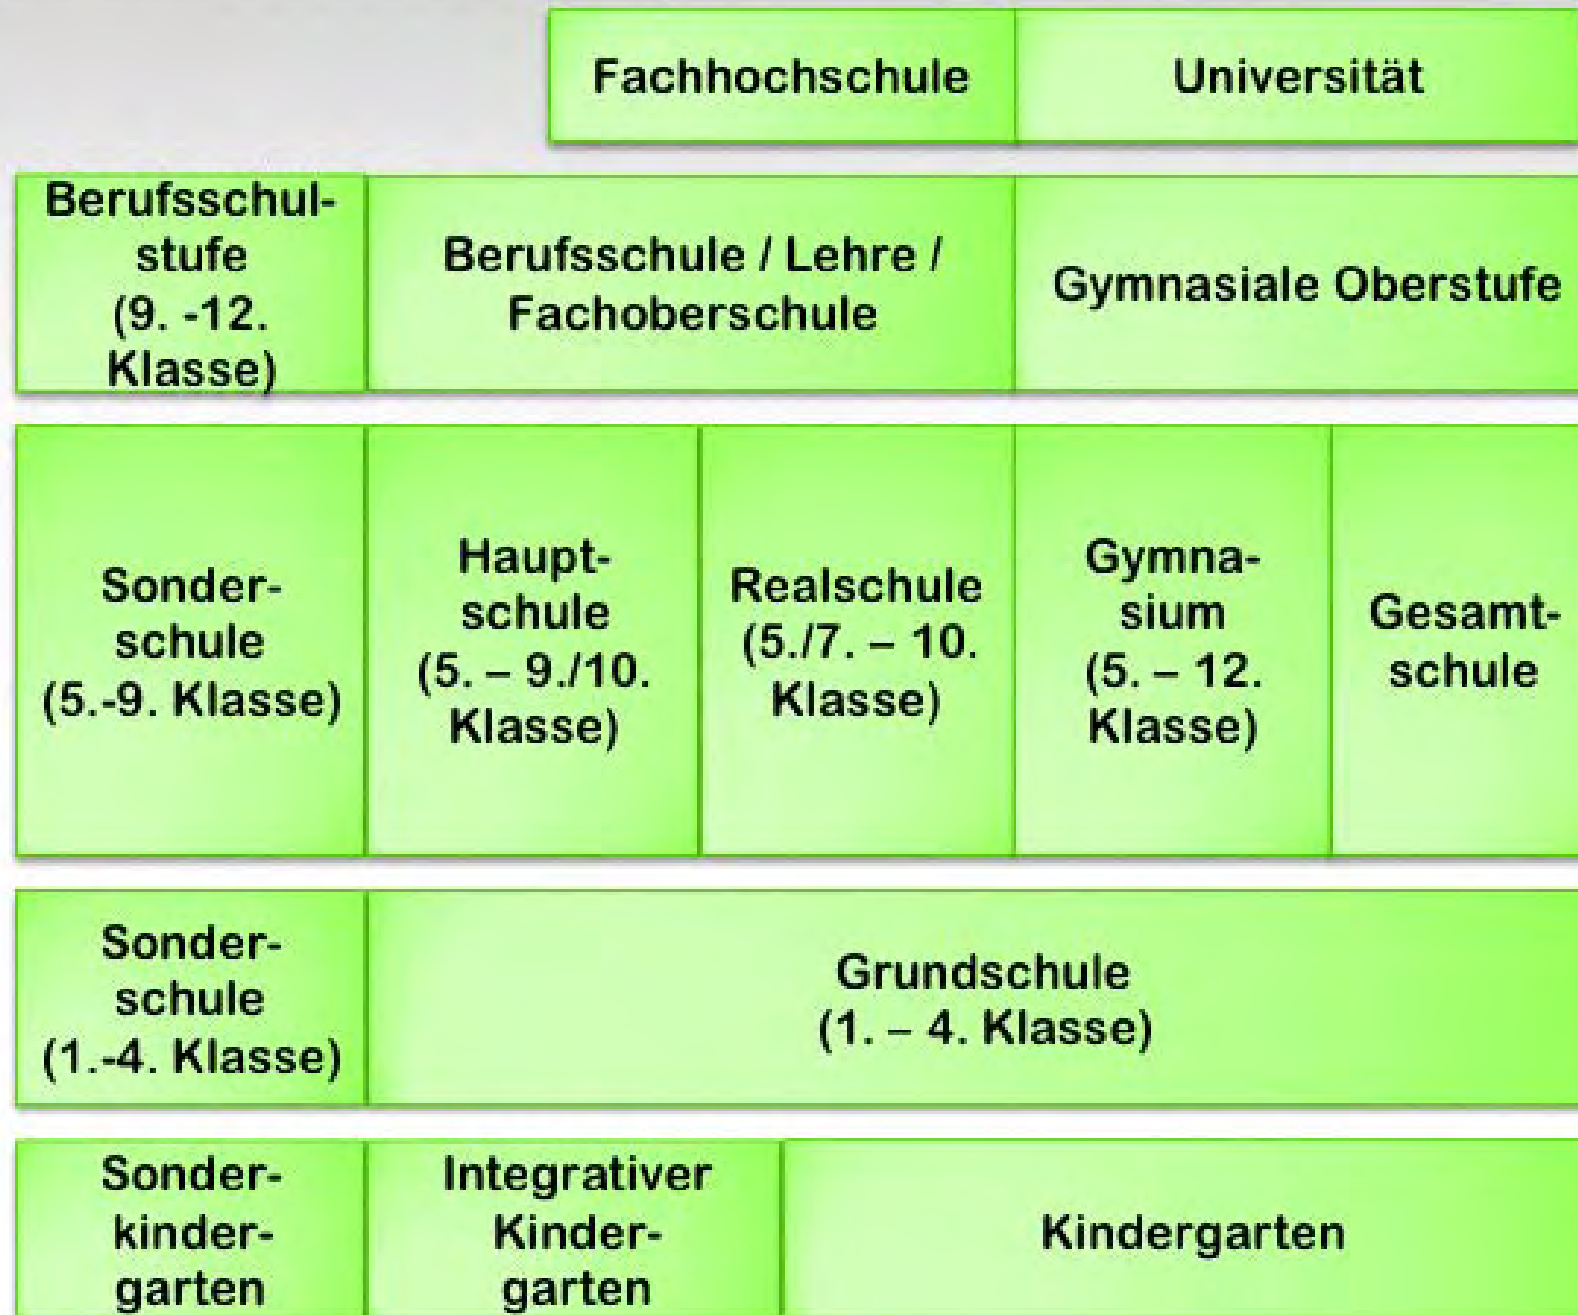 Fachhochschule
Universität
Berufsschul-
stufe
(9. -12.
Klasse)
Berufsschule / Lehre /
Fachoberschule
Gymnasiale Oberstufe
Sonder-
schule
(5.-9. Klasse)
Haupt-
schule
(5. – 9./10.
Klasse)
Realschule
(5./7. – 10.
Klasse)
Gymna-
sium
(5. – 12.
Klasse)
Gesamt-
schule
Sonder-
schule
(1.-4. Klasse)
Grundschule
(1. – 4. Klasse)
Sonder-
kinder-
garten
Integrativer
Kinder-
garten
Kindergarten